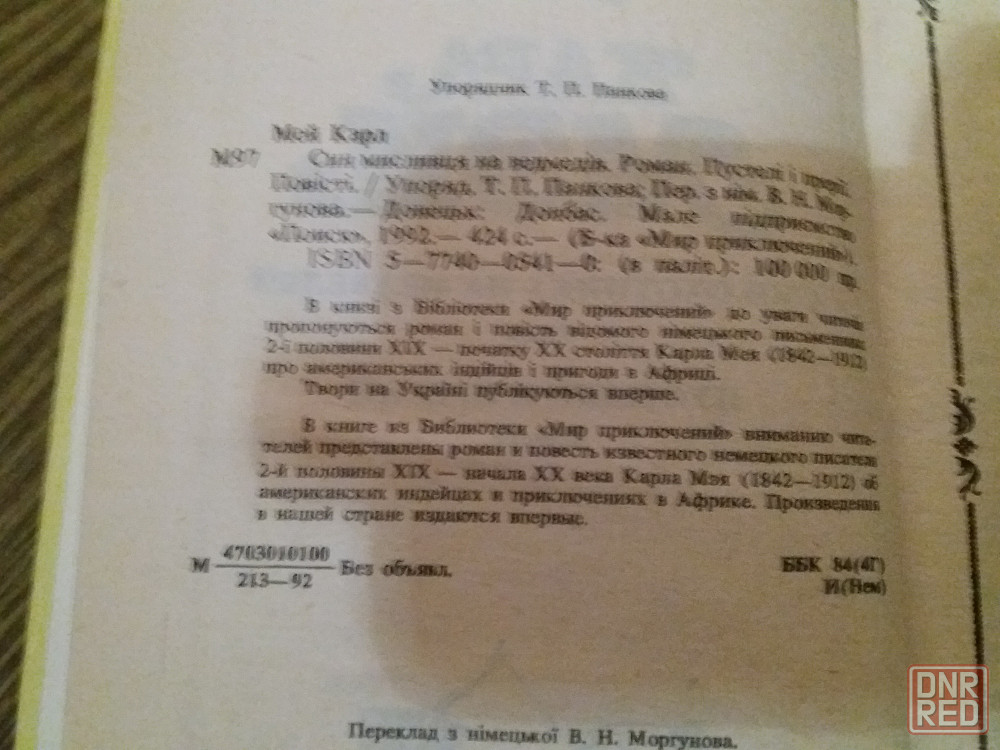 Упорядник Т. П. Панкова
Мей Карл
М97 Син мисливця на ведмедів. Роман. Пустелі і прерії.
Повісті. // Упоряд. Т. П. Панкова; Пер. з нім. В. Н. Мор-
гунова.— Донецьк: Донбас. Мале підприємство
«Поиск», 1992.— 424 с.— (Б-ка «Мир приключений»).
ISBN 5—7740—0541—8: (в паліт.): 100 000 пр.
В книзі з Бібліотеки «Мир приключений» до уваги читача
пропонуються роман і повість відомого німецького письменника
2-ї половини XIX — початку XX століття Карла Мея (1842—1912)
про американських індійців і пригоди в Африці.
Твори на Україні публікуються вперше.
В книге из Библиотеки «Мир приключений» вниманию чита-
телей представлены роман и повесть известного немецкого писателя
2-й половины XIX — начала XX века Карла Мэя (1842—1912) об
американских индейцах и приключениях в Африке. Произведения
в нашей стране издаются впервые.
М 4703010100
213—92 Без объявл.
ББК 84(4Г)
И(Нем)
Переклад з німецької В. Н. Моргунова.
DNR
RED